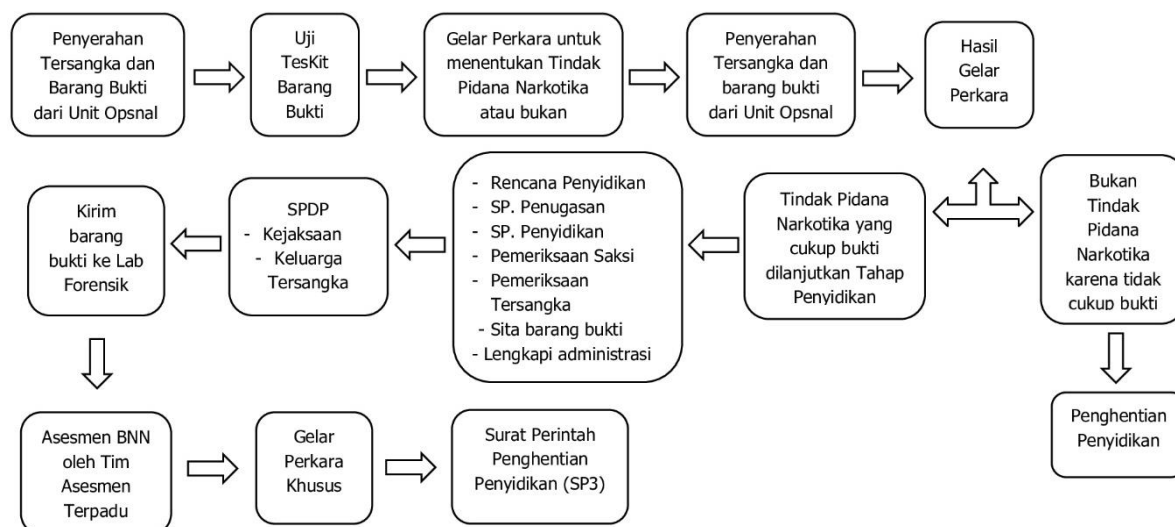 Penyerahan
Tersangka dan
Barang Bukti
dari Unit Opsnal
Uji
TesKit
Barang
Bukti
Gelar Perkara untuk
menentukan Tindak
Pidana Narkotika
atau bukan
Penyerahan
Tersangka dan
barang bukti
dari Unit Opsnal
Hasil
Gelar
Perkara
Bukan
Tindak
Pidana
Narkotika
karena tidak
cukup bukti
Tindak Pidana
Narkotika yang
cukup bukti
dilanjutkan Tahap
Penyidikan
- Rencana Penyidikan
- SP. Penugasan
- SP. Penyidikan
- Pemeriksaan Saksi
- Pemeriksaan
Tersangka
- Sita barang bukti
- Lengkapi administrasi
SPDP
- Kejaksaan
- Keluarga
Tersangka
Kirim
barang
bukti ke Lab
Forensik
Penghentian
Penyidikan
Asesmen BNN
oleh Tim
Asesmen
Terpadu
Gelar
Perkara
Khusus
Surat Perintah
Penghentian
Penyidikan (SP3)